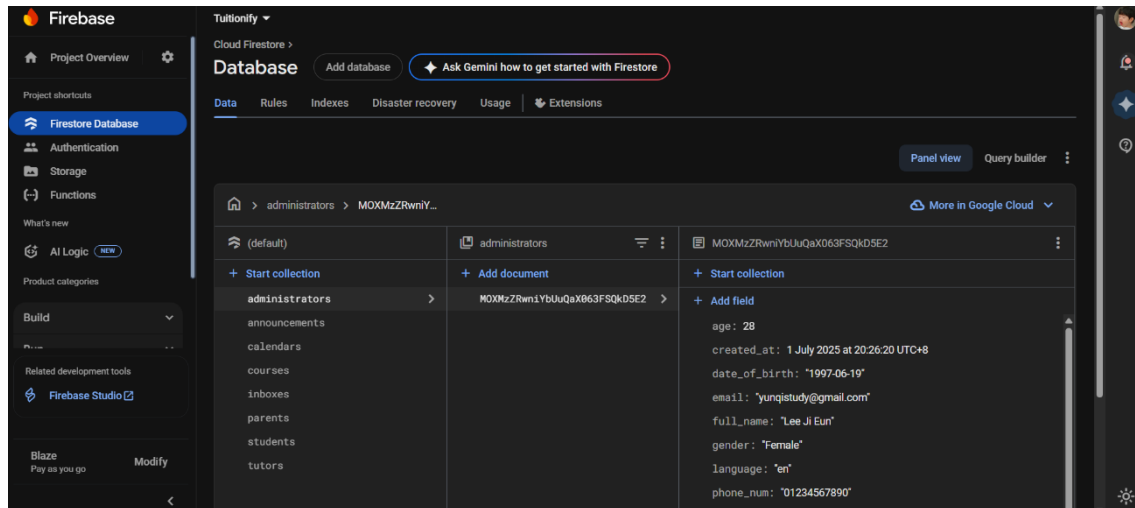 Firebase
Project Overview
Project shortcuts
Firestore Database
Authentication
Storage
Functions
What's new
AI Logic NEW
Product categories
Build
Related development tools
Firebase Studio
Blaze
Pay as you go
Modify
Tuitionify
Cloud Firestore >
Database
Add database
Ask Gemini how to get started with Firestore
Data Rules Indexes Disaster recovery Usage Extensions
Panel view Query builder
administrators > MOXMzZRwniY...
More in Google Cloud
(default)
+ Start collection
administrators
announcements
calendars
courses
inboxes
parents
students
tutors
administrators
+ Add document
MOXMzZRwniYbUuQaX063FSQkD5E2
MOXMzZRwniYbUuQaX063FSQkD5E2
+ Start collection
+ Add field
age: 28
created_at: 1 July 2025 at 20:26:20 UTC+8
date_of_birth: "1997-06-19"
email: "yunqistudy@gmail.com"
full_name: "Lee Ji Eun"
gender: "Female"
language: "en"
phone_num: "01234567890"